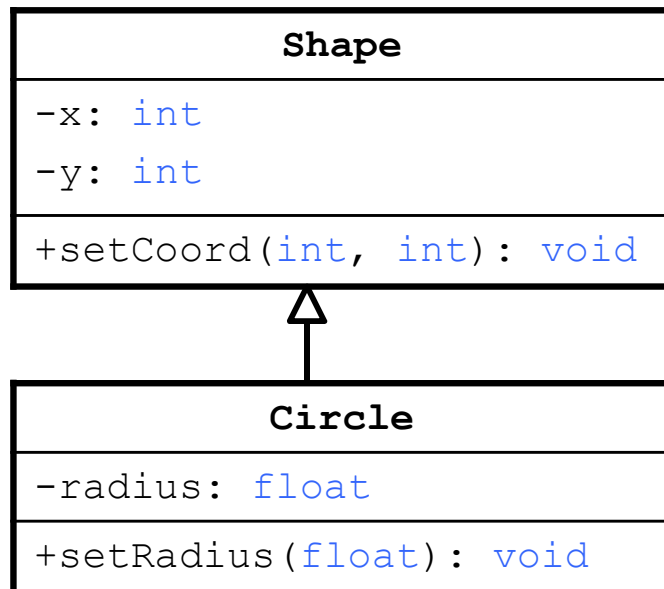 Shape
-x: int
-y: int
+setCoord(int, int): void
Circle
-radius: float
+setRadius(float): void